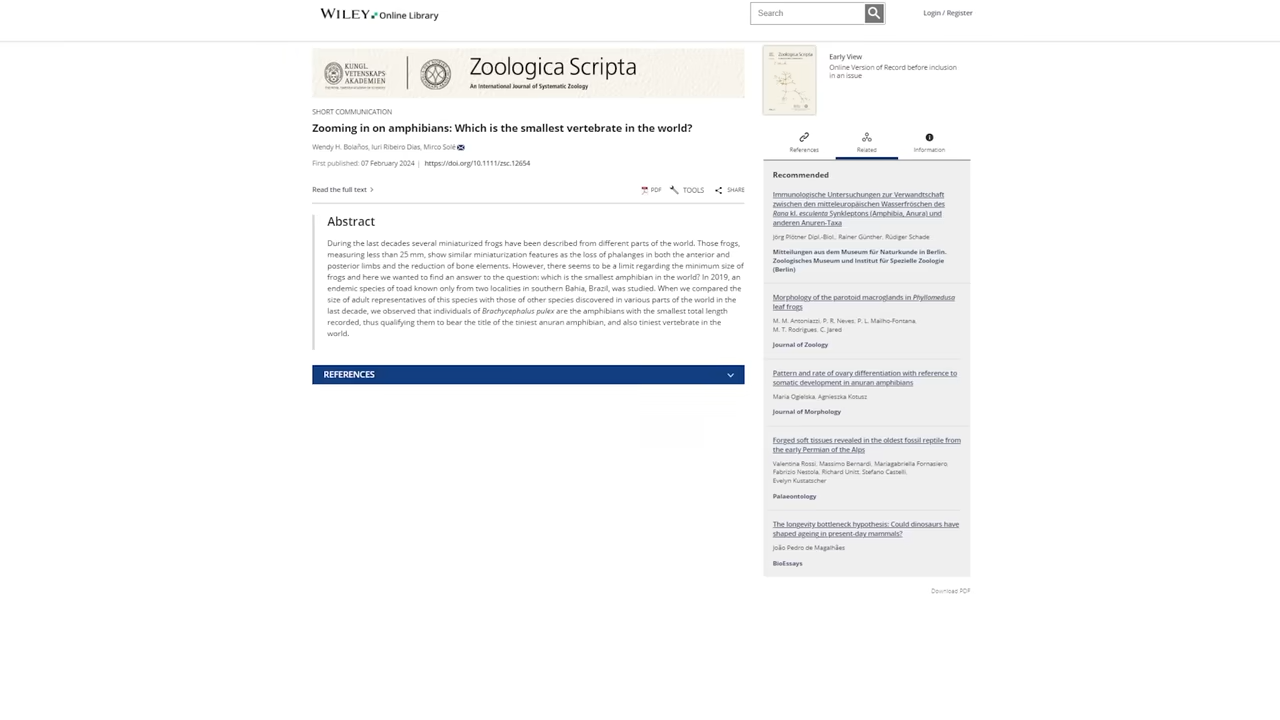 WILEY Online Library
Search
Login / Register
KUNGL. VETENSKAPS AKADEMIEN
Zoologica Scripta
An International Journal of Systematic Zoology
SHORT COMMUNICATION
Zooming in on amphibians: Which is the smallest vertebrate in the world?
Wendy H. Bolaños, Iuri Ribeiro Dias, Mirco Solé
First published: 07 February 2024 | https://doi.org/10.1111/zsc.12654
Read the full text
PDF TOOLS SHARE
Abstract
During the last decades several miniaturized frogs have been described from different parts of the world. Those frogs,
measuring less than 25 mm, show similar miniaturization features as the loss of phalanges in both the anterior and
posterior limbs and the reduction of bone elements. However, there seems to be a limit regarding the minimum size of
frogs and here we wanted to find an answer to the question: which is the smallest amphibian in the world? In 2019, an
endemic species of toad known only from two localities in southern Bahia, Brazil, was studied. When we compared the
size of adult representatives of this species with those of other species discovered in various parts of the world in the
last decade, we observed that individuals of Brachycephalus pulex are the amphibians with the smallest total length
recorded, thus qualifying them to bear the title of the tiniest anuran amphibian, and also tiniest vertebrate in the
world.
REFERENCES
Zoologica Scripta
Early View
Online Version of Record before inclusion
in an issue
References Related Information
Recommended
Immunologische Untersuchungen zur Verwandtschaft
zwischen den mitteleuropäischen Wasserfröschen des
Rana kl. esculenta Synkleptons (Amphibia, Anura) und
anderen Anuren-Taxa
Jörg Plötner Dipl.-Biol., Rainer Günther, Rüdiger Schade
Mitteilungen aus dem Museum für Naturkunde in Berlin.
Zoologisches Museum und Institut für Spezielle Zoologie
(Berlin)
Morphology of the parotoid macroglands in Phyllomedusa
leaf frogs
M. M. Antoniazzi, P. R. Neves, P. L. Mailho-Fontana,
M. T. Rodrigues, C. Jared
Journal of Zoology
Pattern and rate of ovary differentiation with reference to
somatic development in anuran amphibians
Maria Ogielska, Agnieszka Kotusz
Journal of Morphology
Forged soft tissues revealed in the oldest fossil reptile from
the early Permian of the Alps
Valentina Rossi, Massimo Bernardi, Mariagabriella Fornasiero,
Fabrizio Nestola, Richard Unitt, Stefano Castelli,
Evelyn Kustatscher
Palaeontology
The longevity bottleneck hypothesis: Could dinosaurs have
shaped ageing in present-day mammals?
João Pedro de Magalhães
BioEssays
Download PDF